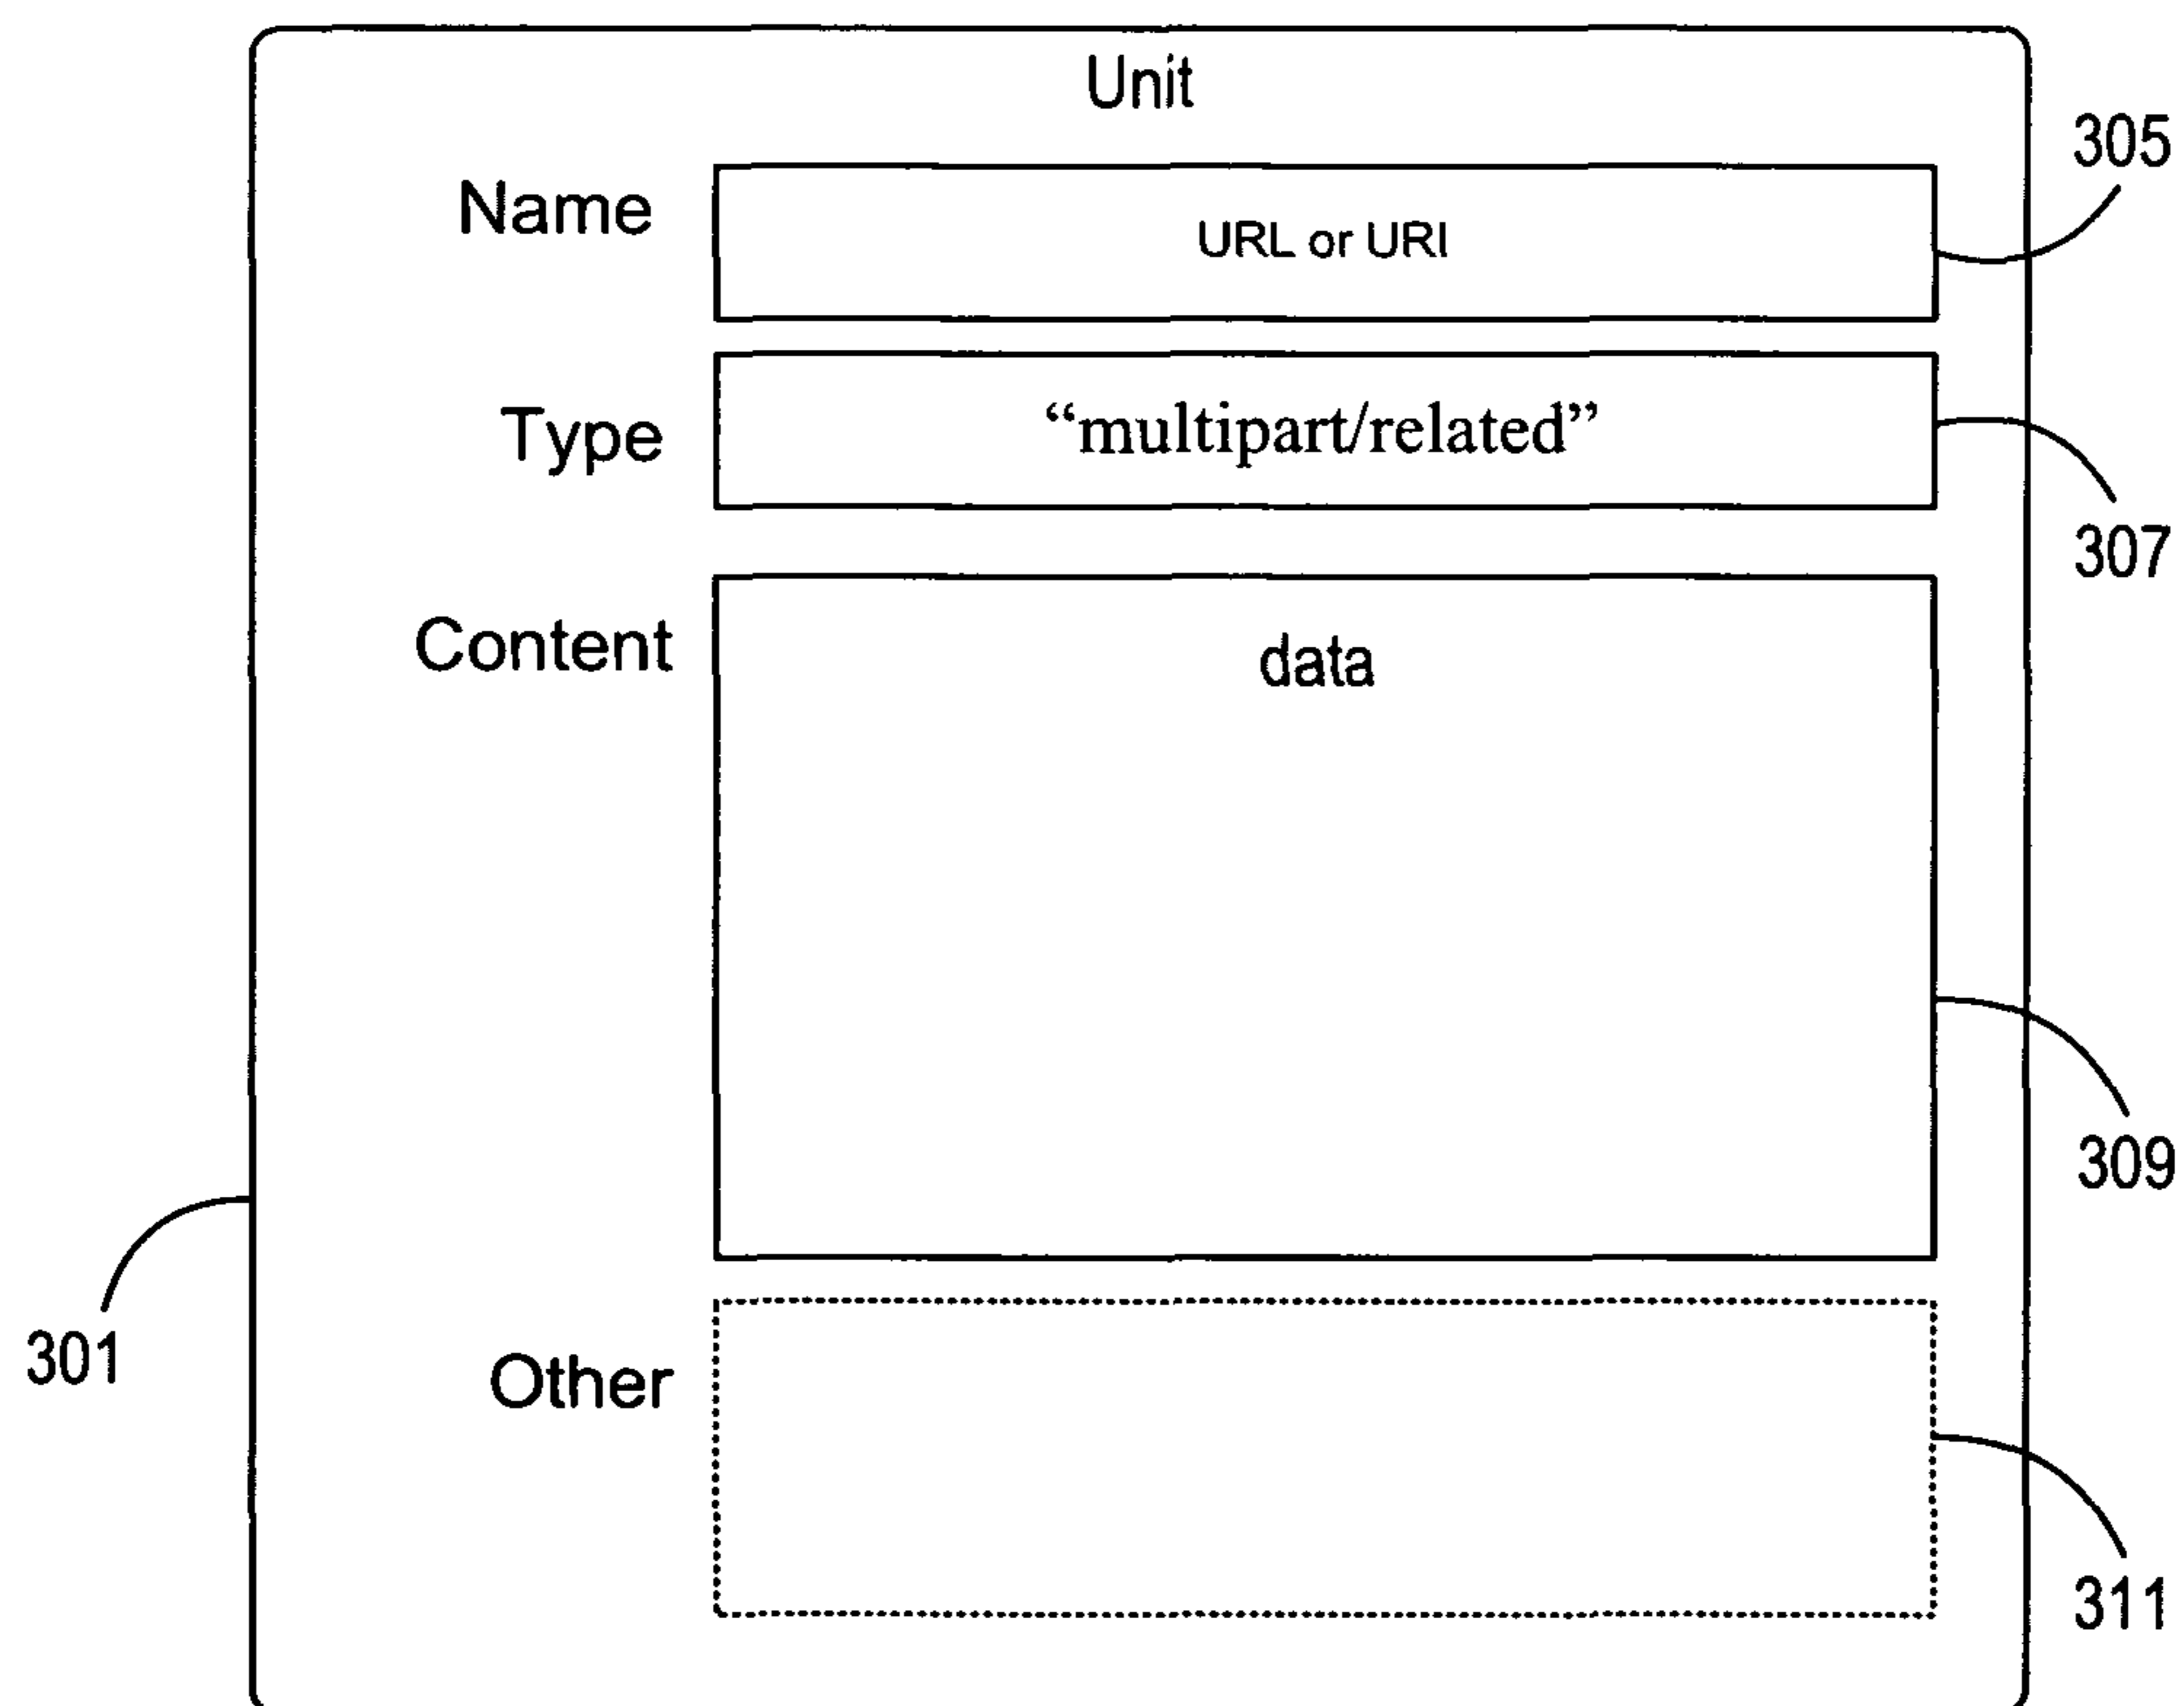 Unit
305
Name
URL or URI
Type
“multipart/related”
307
Content
data
309
301
Other
311